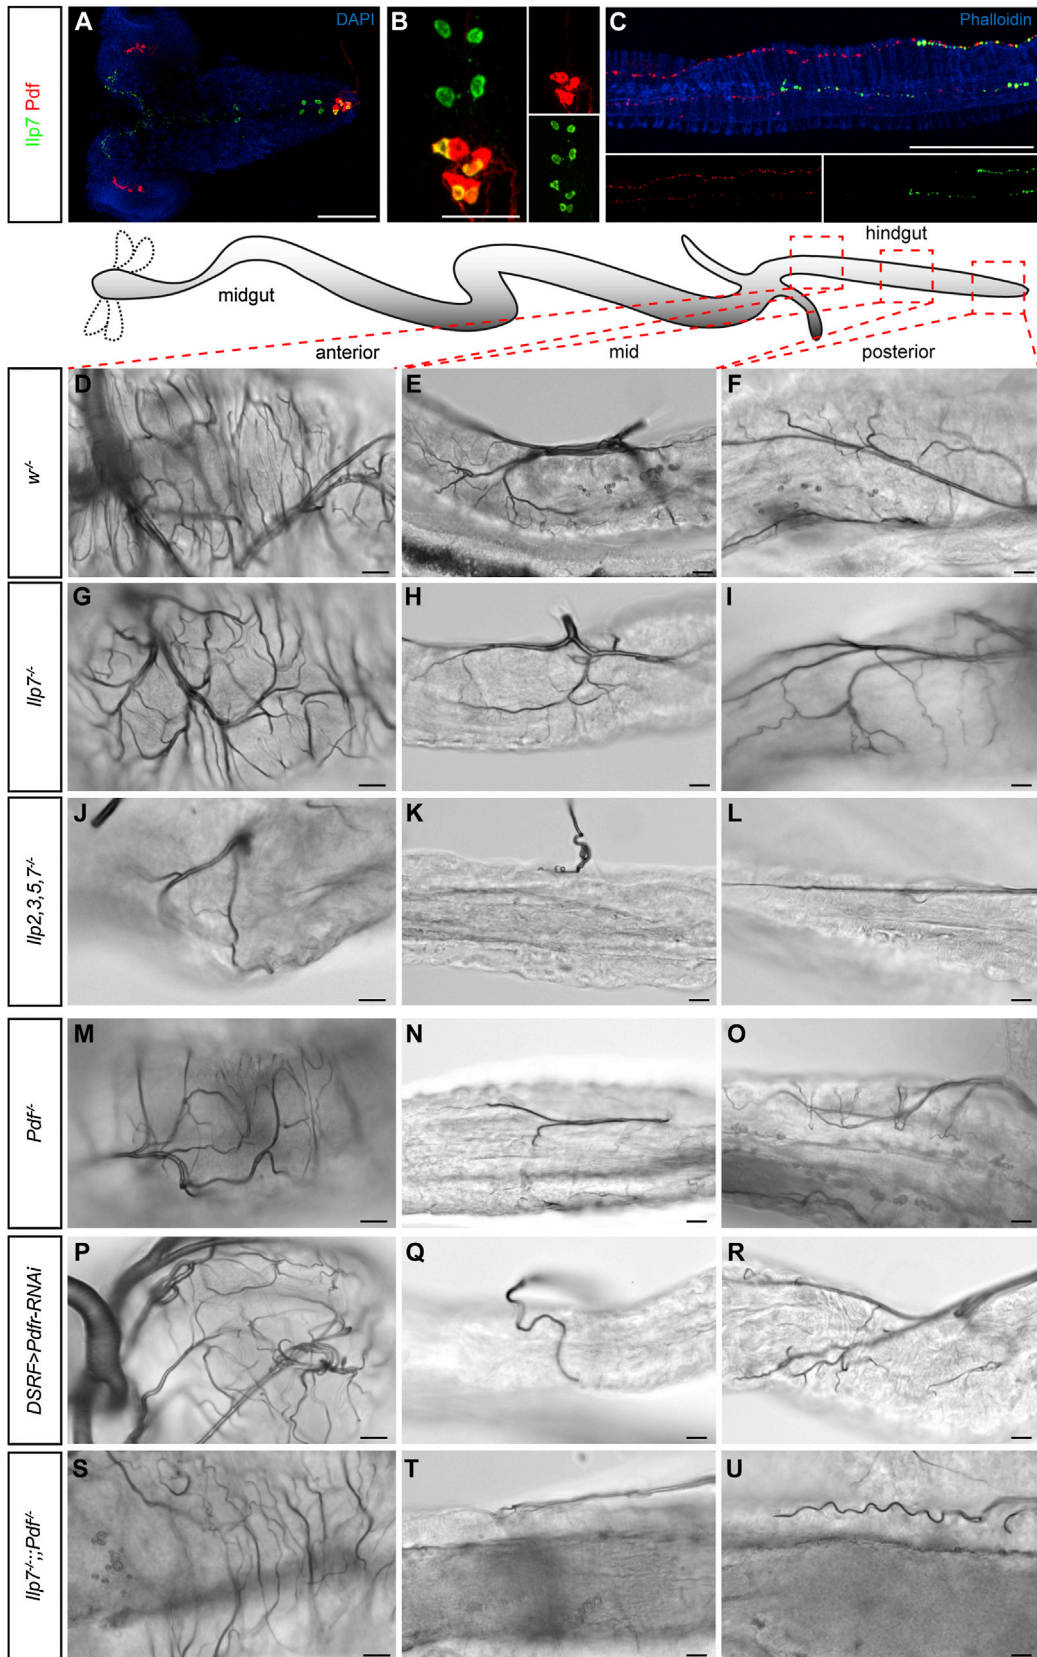 Ilp7 Pdf
A
DAPI
B
C
Phalloidin
hindgut
midgut
anterior
mid
posterior
w-/-
D
E
F
Ilp7-/-
G
H
I
Ilp2,3,5,7-/-
J
K
L
Pdf-/-
M
N
O
DSRF>Pdfr-RNAi
P
Q
R
Ilp7-/-;;Pdf-/-
S
T
U